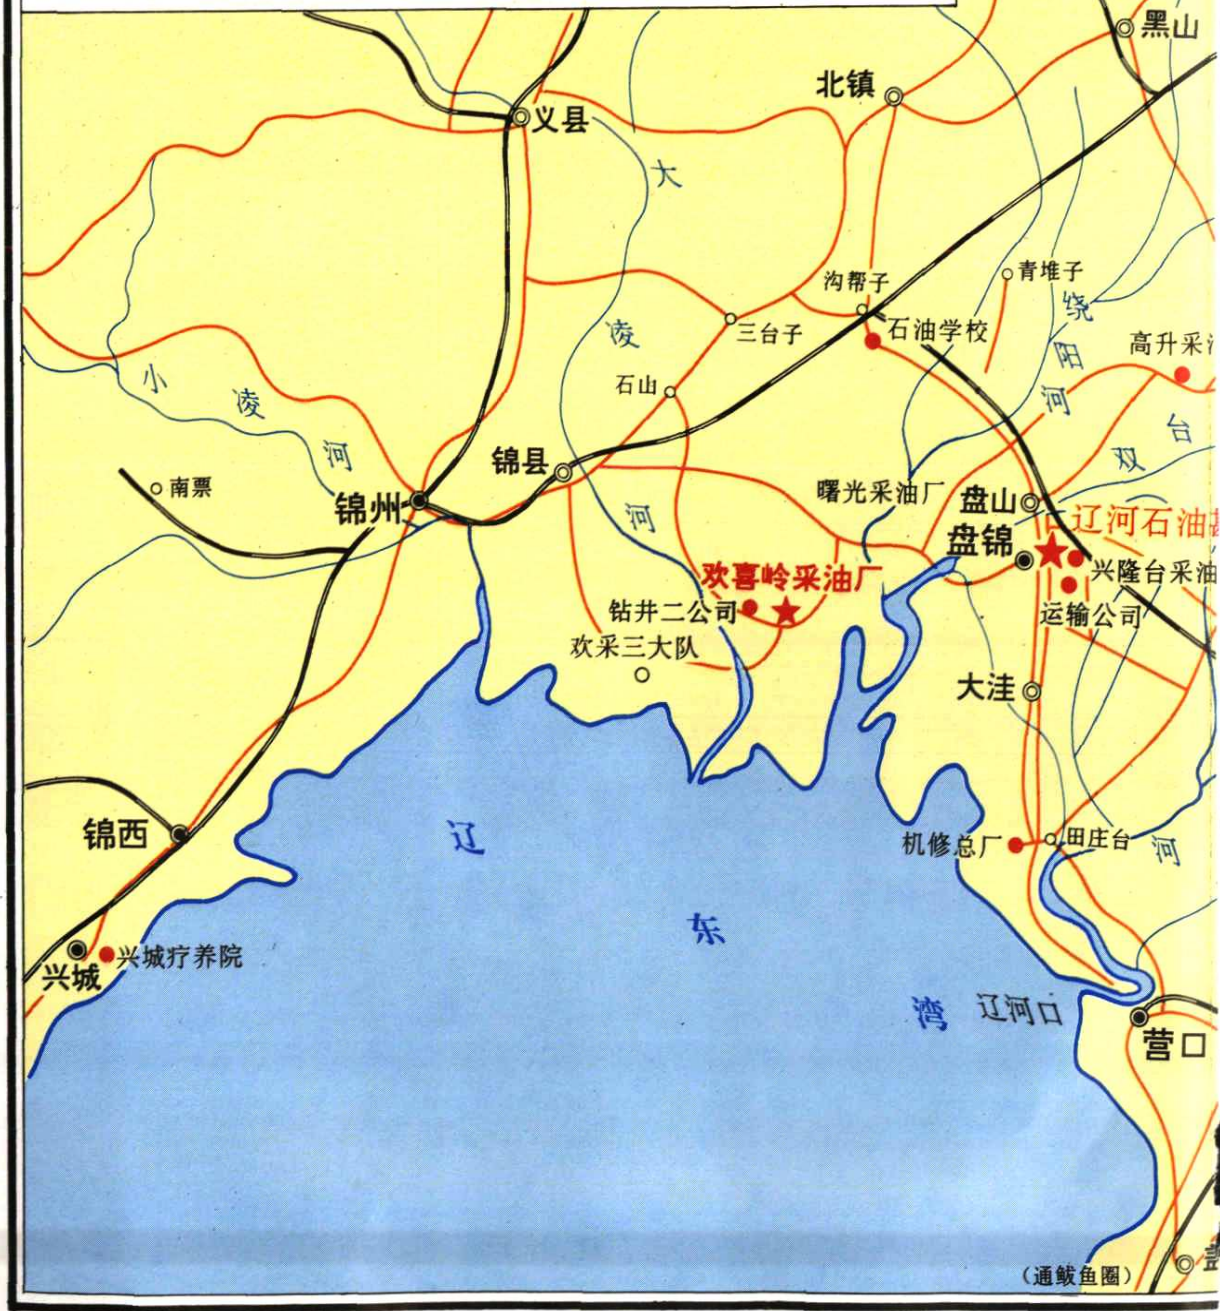 黑山
北镇
义县
大
沟帮子
青堆子
绕
石油学校
三台子
凌
阳
高升采
石山
小
凌
河
台
河
双
锦县
南票
曙光采油厂
盘山
锦州
河
辽河石油
盘锦
兴隆台采油
欢喜岭采油厂
钻井二公司
运输公司
欢采三大队
大洼
锦西
辽
机修总厂
田庄台
河
东
兴城疗养院
兴城
湾
辽河口
营口
(通鲅鱼圈)